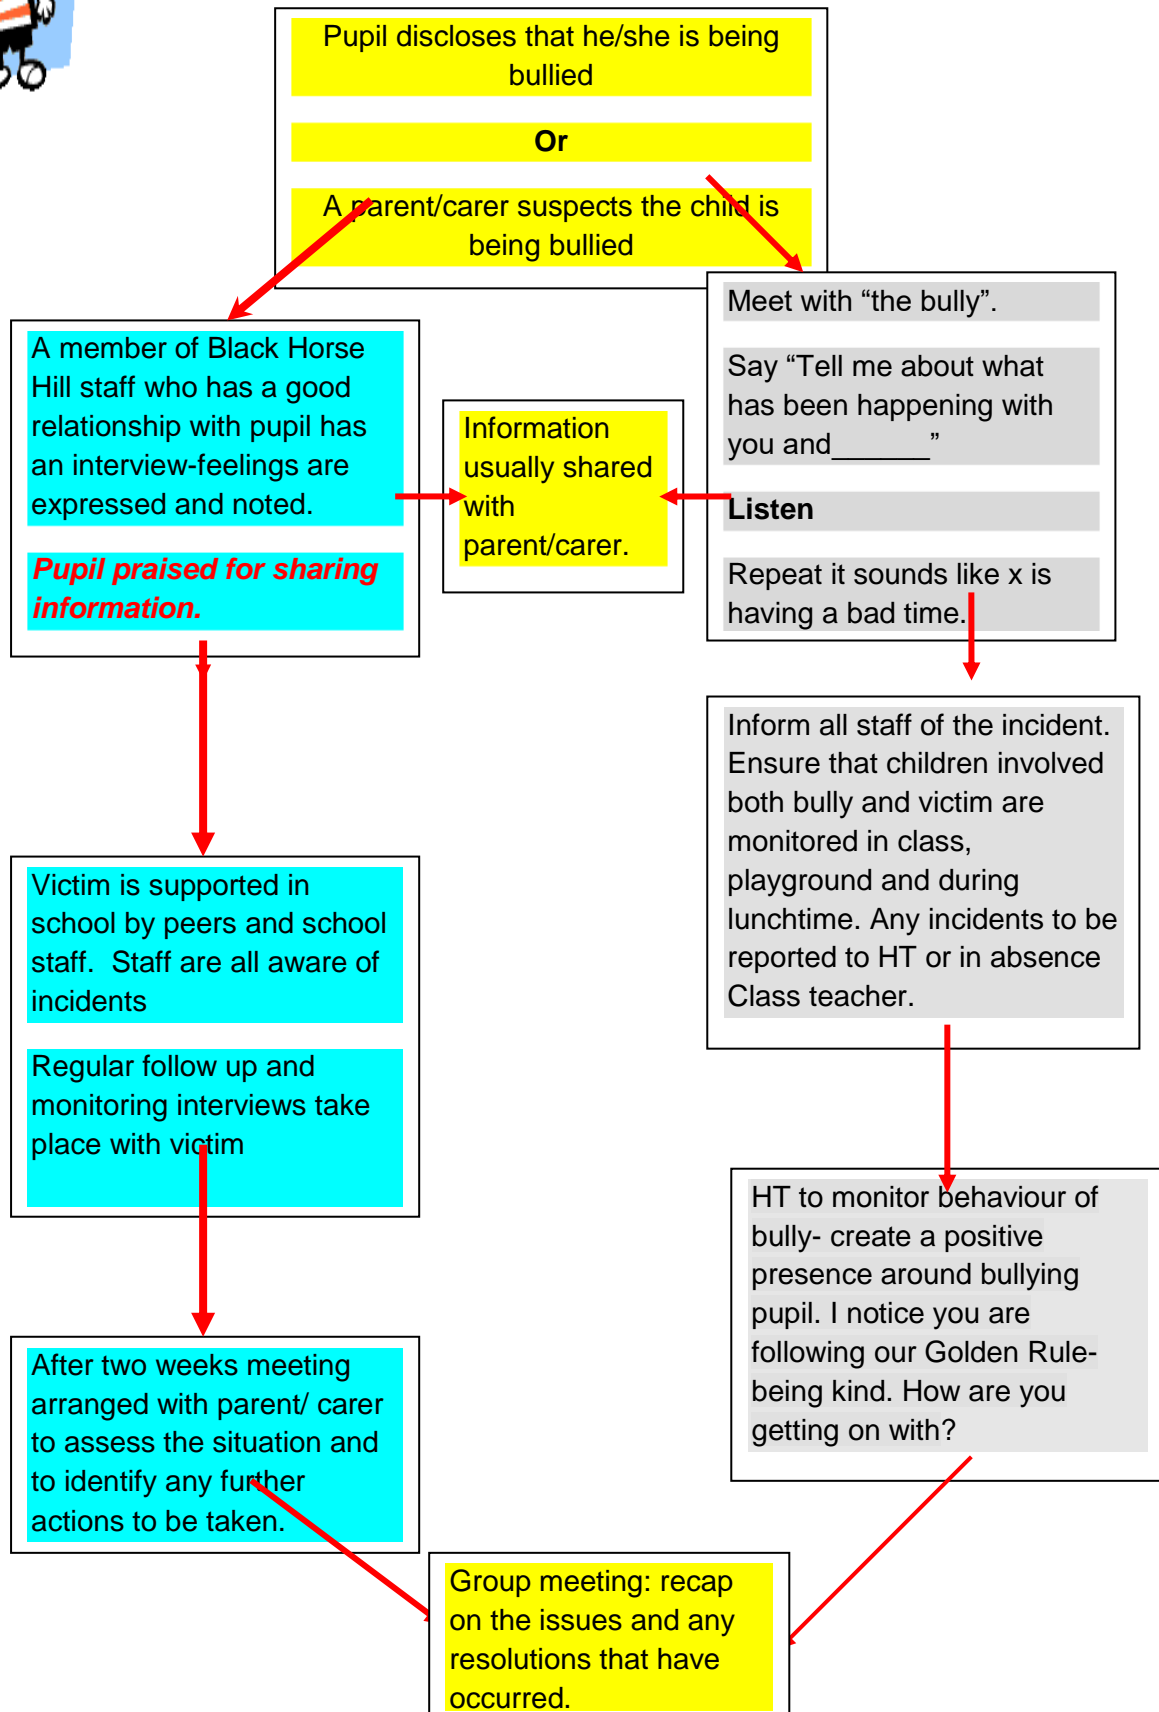 Pupil discloses that he/she is being
bullied
Or
A parent/carer suspects the child is
being bullied
Meet with “the bully”.
Say “Tell me about what
has been happening with
you and______”
Listen
Repeat it sounds like x is
having a bad time.
A member of Black Horse
Hill staff who has a good
relationship with pupil has
an interview-feelings are
expressed and noted.
Pupil praised for sharing
information.
Information
usually shared
with
parent/carer.
Inform all staff of the incident.
Ensure that children involved
both bully and victim are
monitored in class,
playground and during
lunchtime. Any incidents to be
reported to HT or in absence
Class teacher.
Victim is supported in
school by peers and school
staff.  Staff are all aware of
incidents
Regular follow up and
monitoring interviews take
place with victim
HT to monitor behaviour of
bully- create a positive
presence around bullying
pupil. I notice you are
following our Golden Rule-
being kind. How are you
getting on with?
After two weeks meeting
arranged with parent/ carer
to assess the situation and
to identify any further
actions to be taken.
Group meeting: recap
on the issues and any
resolutions that have
occurred.